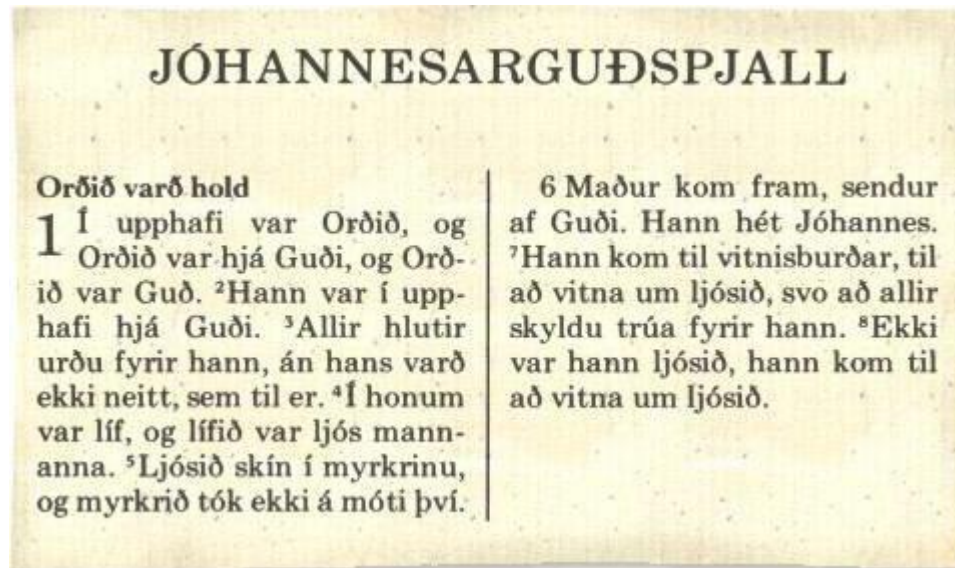 JÓHANNESARGUÐSPJALL
Orðið varð hold
1 Í upphafi var Orðið, og
Orðið var hjá Guði, og Orð-
ið var Guð. ²Hann var í upp-
hafi hjá Guði. ³Allir hlutir
urðu fyrir hann, án hans varð
ekki neitt, sem til er. ⁴Í honum
var líf, og lífið var ljós mann-
anna. ⁵Ljósið skín í myrkrinu,
og myrkrið tók ekki á móti því.
6 Maður kom fram, sendur
af Guði. Hann hét Jóhannes.
⁷Hann kom til vitnisburðar, til
að vitna um ljósið, svo að allir
skyldu trúa fyrir hann. ⁸Ekki
var hann ljósið, hann kom til
að vitna um ljósið.